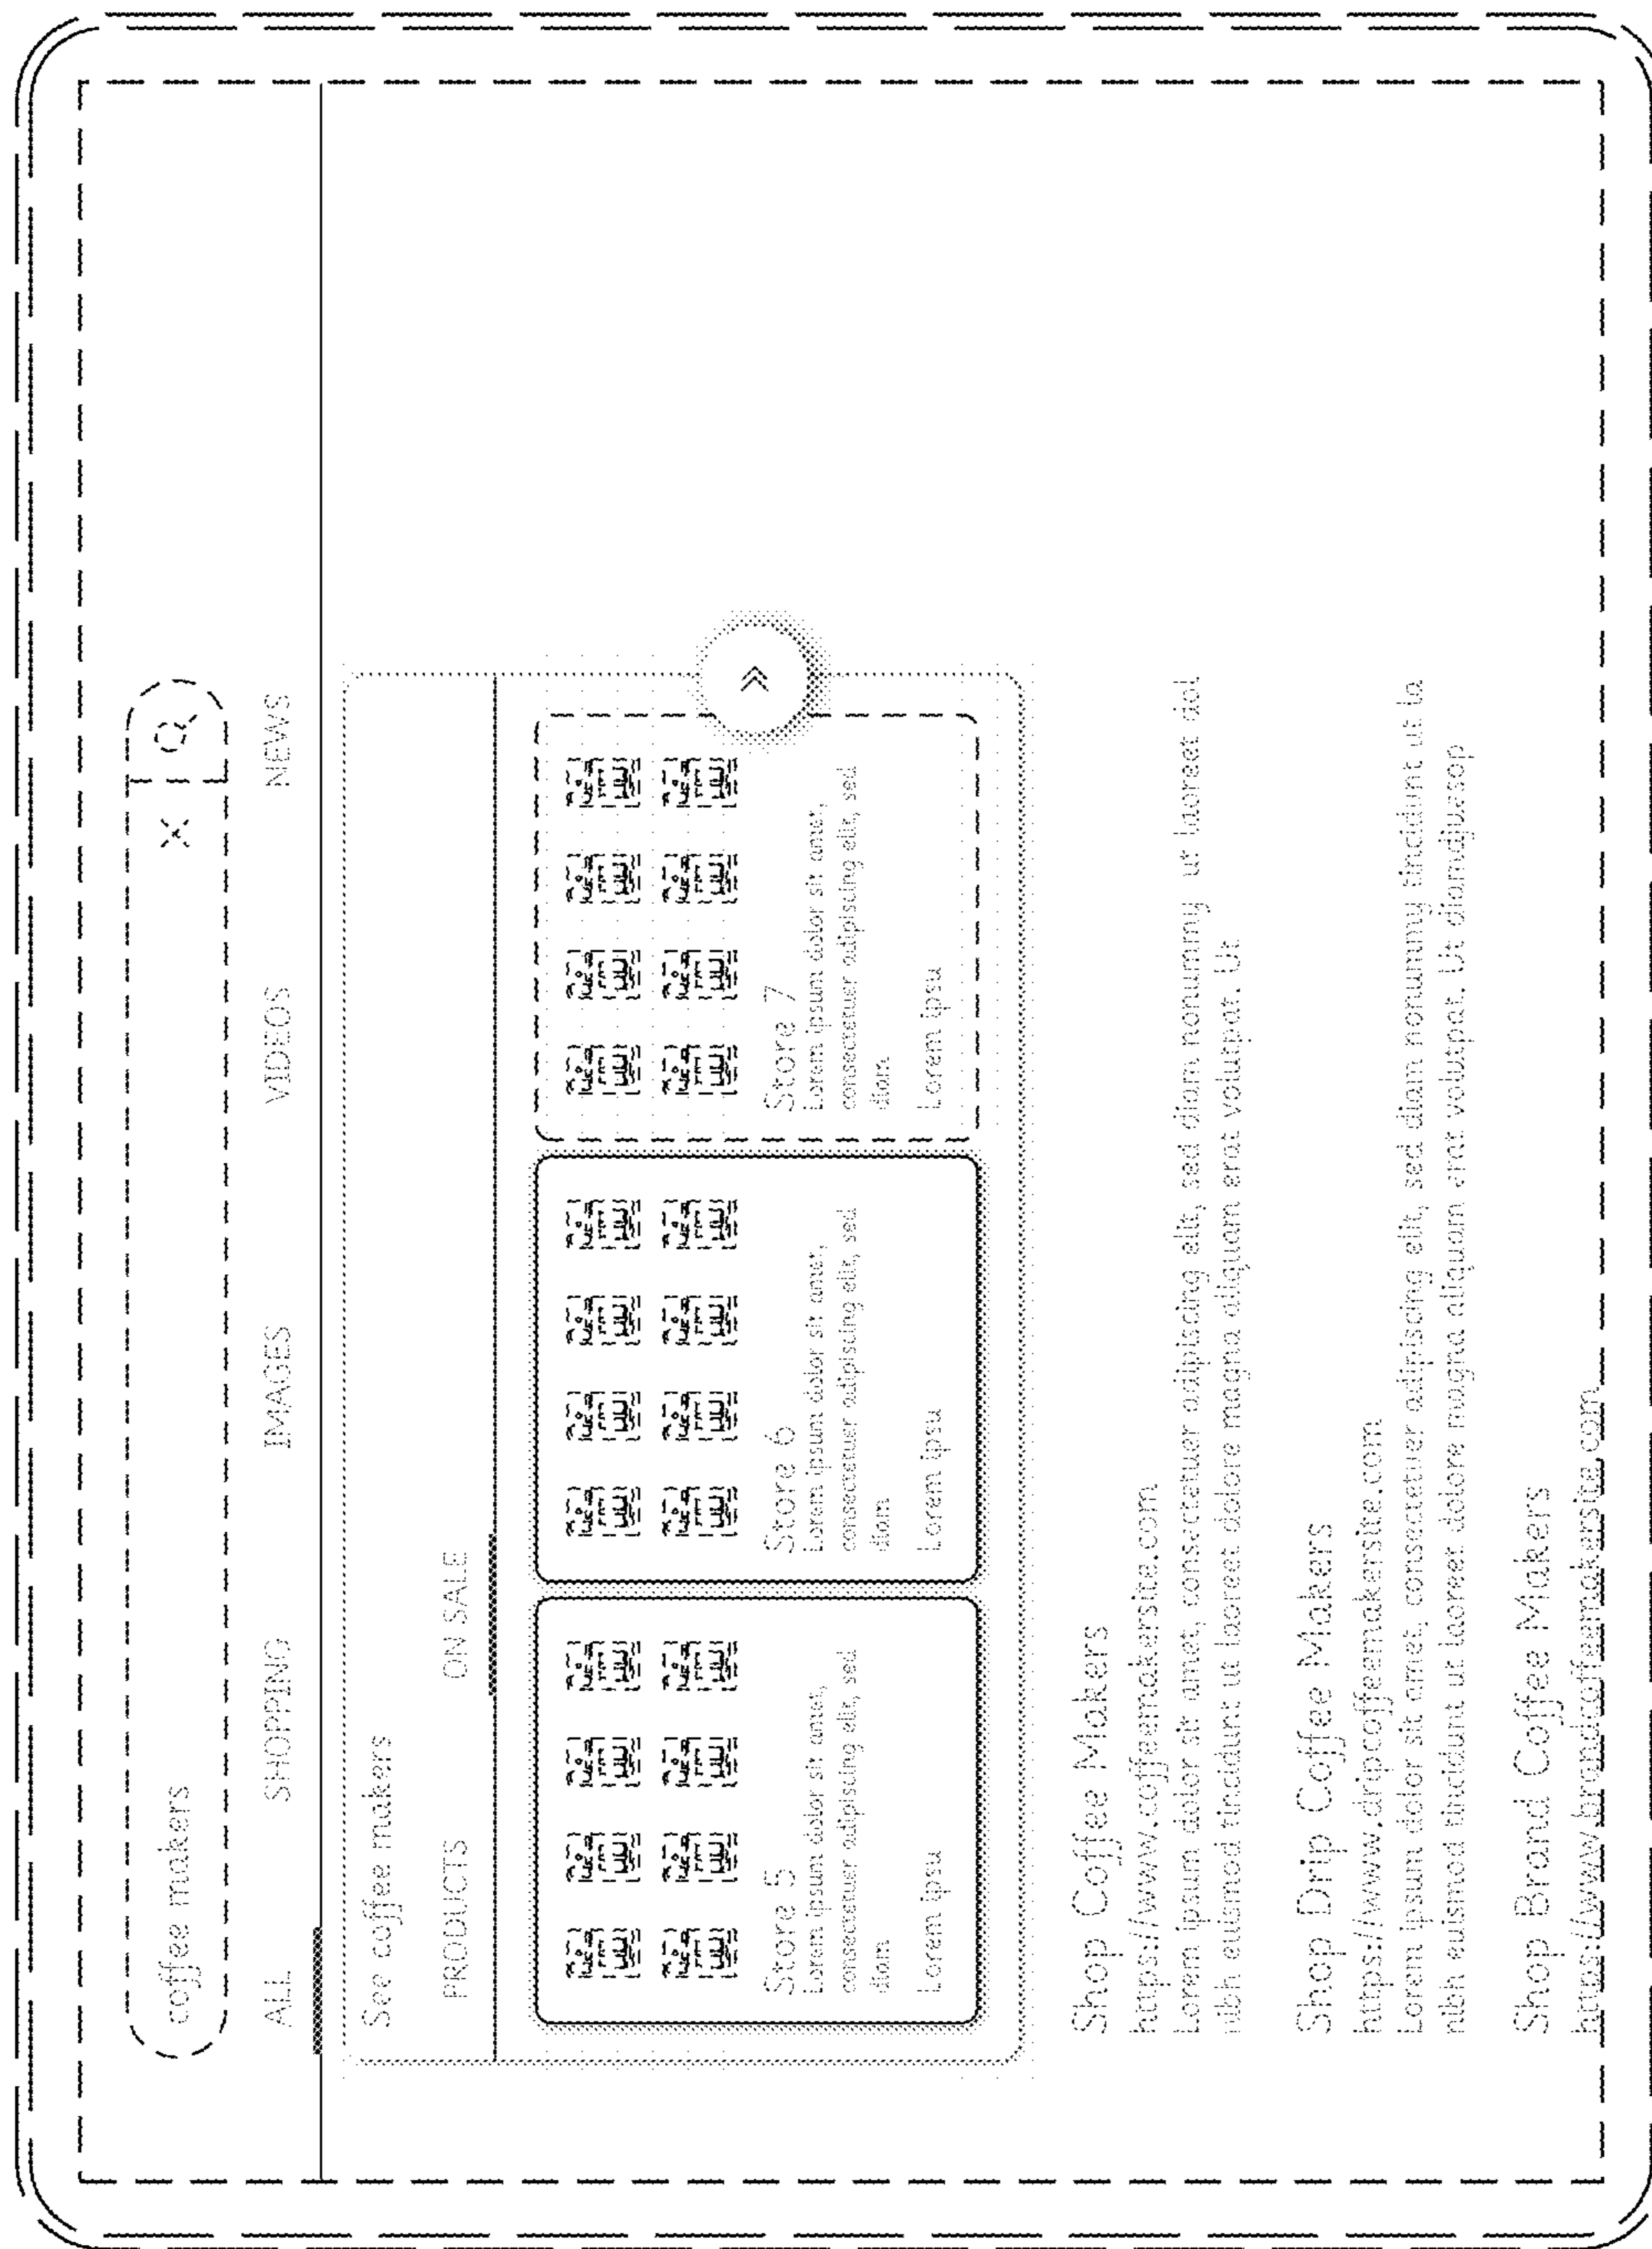 coffee makers
ALL SHOPPING IMAGES VIDEOS NEWS
See coffee makers
PRODUCTS ON SALE
Store 5
Lorem ipsum dolor sit amet,
consectetuer adipiscing elit, sed
diam
Lorem ipsu
Store 6
Lorem ipsum dolor sit amet,
consectetuer adipiscing elit, sed
diam
Lorem ipsu
Store 7
Lorem ipsum dolor sit amet,
consectetuer adipiscing elit, sed
diam
Lorem ipsu
Shop Coffee Makers
https://www.coffeemakersite.com
Lorem ipsum dolor sit amet, consectetuer adipiscing elit, sed diam nonummy ut laoreet dol
nibh euismod tincidunt ut laoreet dolore magna aliquam erat volutpat. Ut
Shop Drip Coffee Makers
https://www.dripcoffeemakersite.com
Lorem ipsum dolor sit amet, consectetuer adipiscing elit, sed diam nonummy tincidunt ut la
nibh euismod tincidunt ut laoreet dolore magna aliquam erat volutpat. Ut
Shop Brand Coffee Makers
https://www.brandcoffeemakersite.com